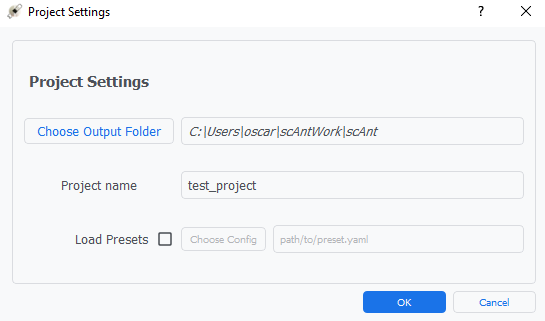 Project Settings
?
Project Settings
Choose Output Folder
C:\Users\oscar\scAntWork\scAnt
Project name
test_project
Load Presets
Choose Config
path/to/preset.yaml
OK
Cancel